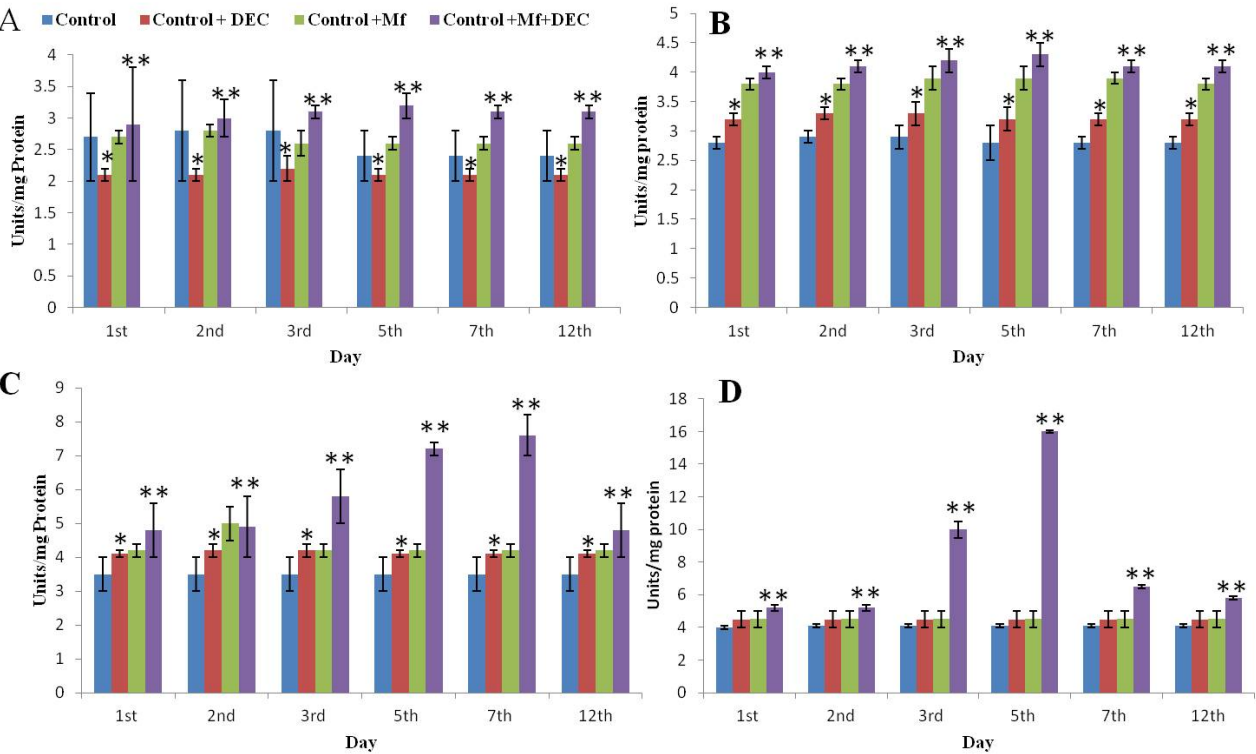 A
Control Control + DEC Control +Mf Control +Mf+DEC
4
3.5
3
2.5
2
1.5
1
0.5
0
Units/mg Protein
** ** ** ** ** **
* * * * * *
1st 2nd 3rd 5th 7th 12th
Day
B
5
4.5
4
3.5
3
2.5
2
1.5
1
0.5
0
Units/mg protein
** ** ** ** ** **
* * * * * *
1st 2nd 3rd 5th 7th 12th
Day
C
9
8
7
6
5
4
3
2
1
0
Units/mg Protein
** ** ** ** ** **
* * * * * *
1st 2nd 3rd 5th 7th 12th
Day
D
18
16
14
12
10
8
6
4
2
0
Units/mg protein
** ** ** ** ** **
1st 2nd 3rd 5th 7th 12th
Day